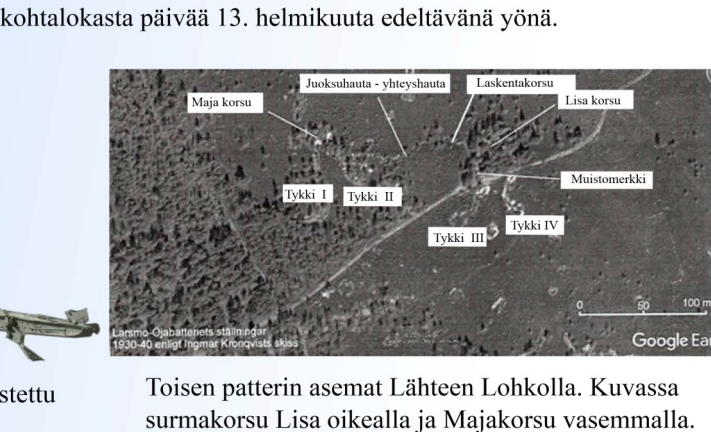 kohtalokasta päivää 13. helmikuuta edeltävänä yönä.
Juoksuhauta - yhteyshauta
Laskentakorsu
Maja korsu
Lisa korsu
Muistomerkki
Tykki I
Tykki II
Tykki IV
Tykki III
0 50 100 m
Larsmo-Öjabatteriets ställningar
1930-40 enligt Ingmar Kronqvists skiss
Google Ear
stettu
Toisen patterin asemat Lähteen Lohkolla. Kuvassa
surmakorsu Lisa oikealla ja Majakorsu vasemmalla.